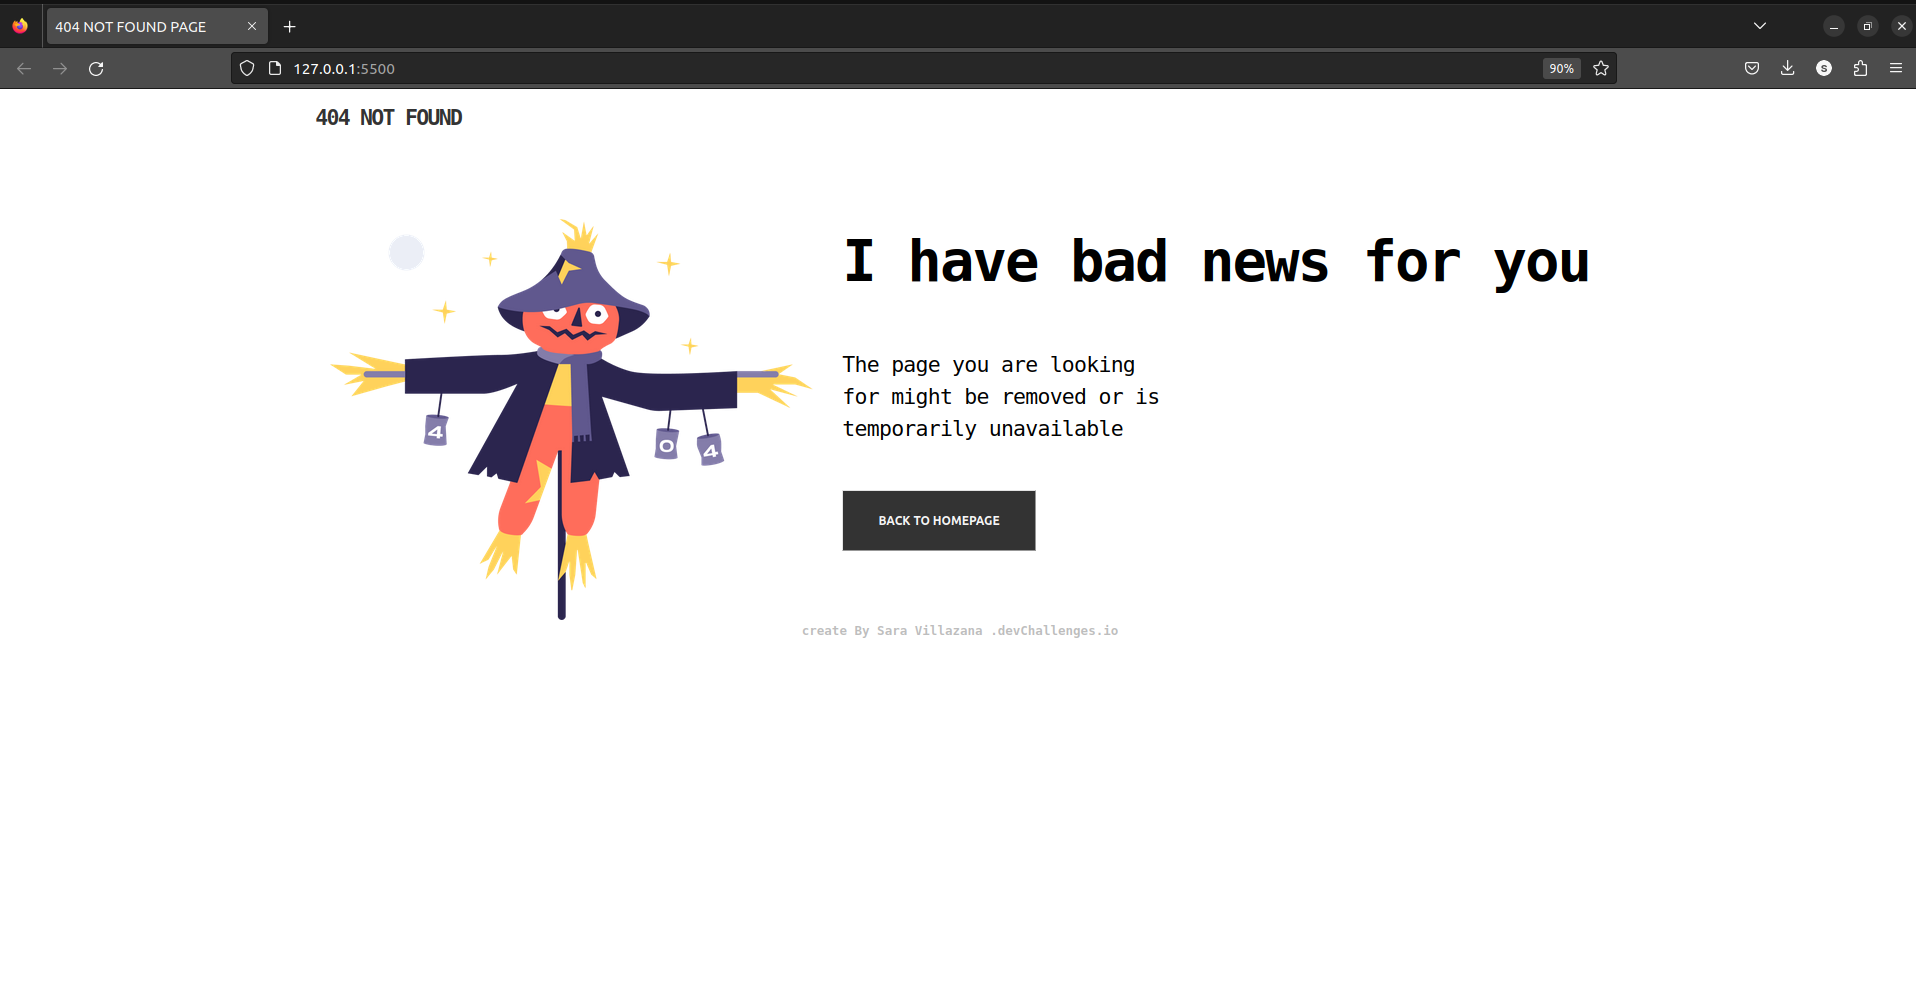 404 NOT FOUND PAGE
127.0.0.1:5500
90%
S
404 NOT FOUND
I have bad news for you
The page you are looking
for might be removed or is
temporarily unavailable
4
0
4
BACK TO HOMEPAGE
create By Sara Villazana .devChallenges.io